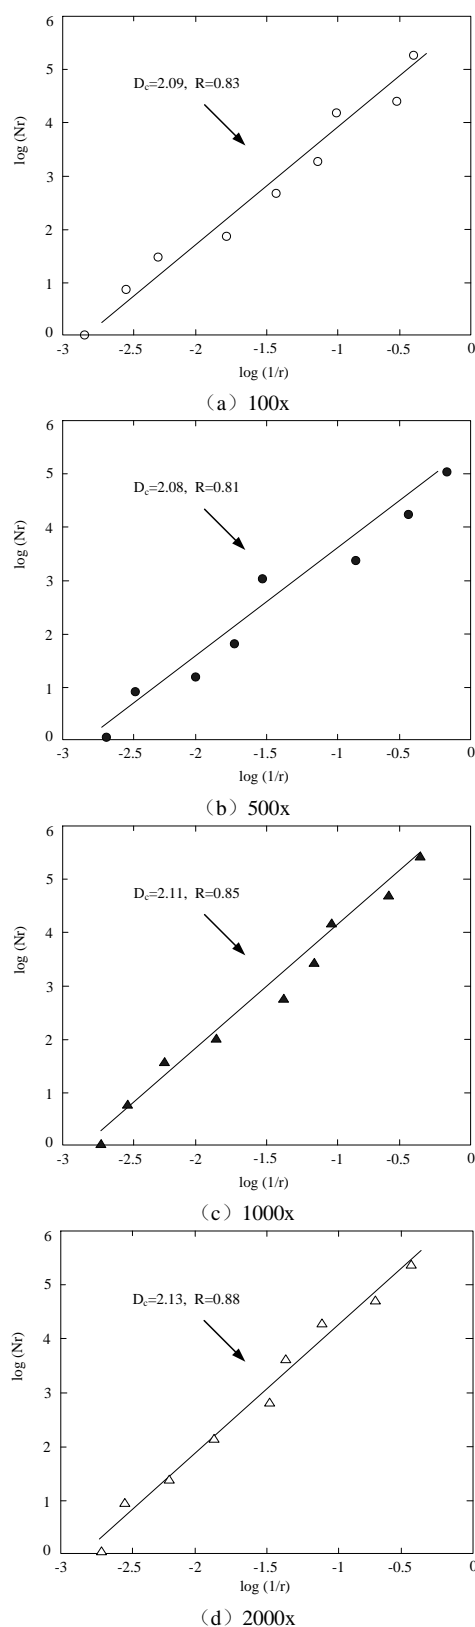 6
5
D_c=2.09, R=0.83
4
log (Nr)
3
2
1
0
-3 -2.5 -2 -1.5 -1 -0.5 0
log (1/r)
（a）100x
6
5
D_c=2.08, R=0.81
4
log (Nr)
3
2
1
0
-3 -2.5 -2 -1.5 -1 -0.5 0
log (1/r)
（b）500x
6
5
D_c=2.11, R=0.85
4
log (Nr)
3
2
1
0
-3 -2.5 -2 -1.5 -1 -0.5 0
log (1/r)
（c）1000x
6
5
D_c=2.13, R=0.88
4
log (Nr)
3
2
1
0
-3 -2.5 -2 -1.5 -1 -0.5 0
log (1/r)
（d）2000x